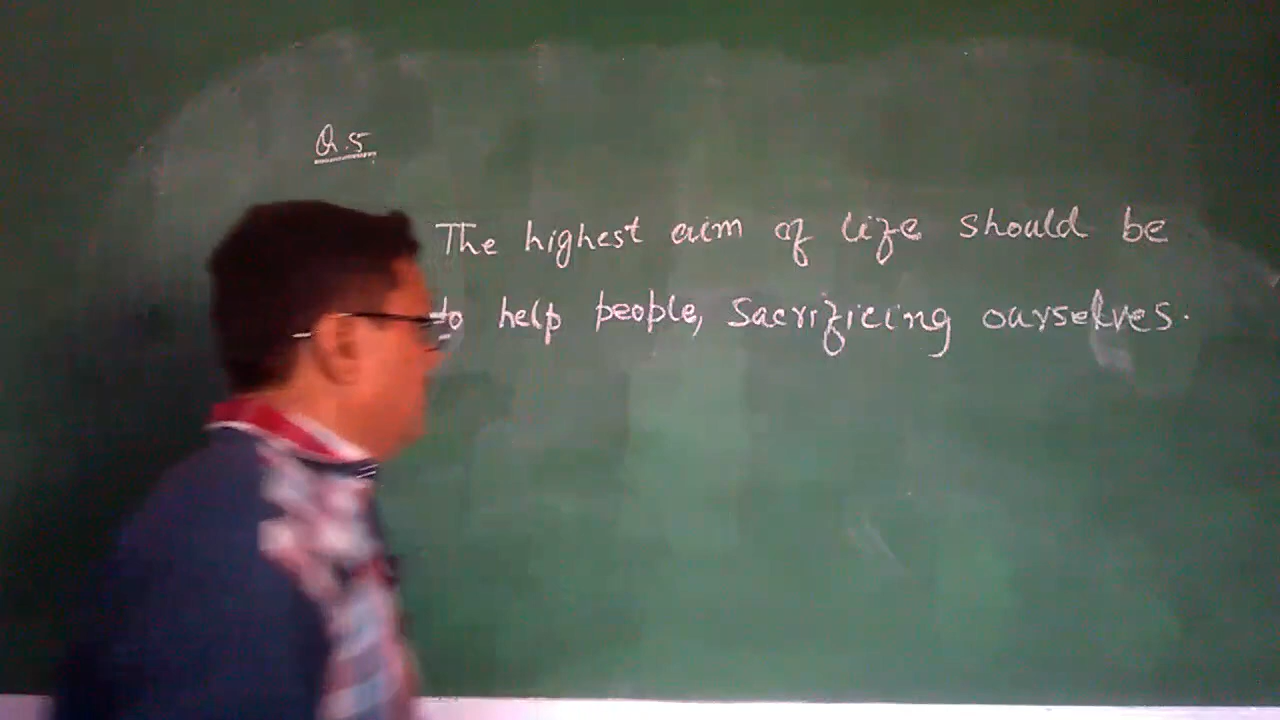 Q.5
The highest aim of life should be
to help people, sacrificing ourselves.